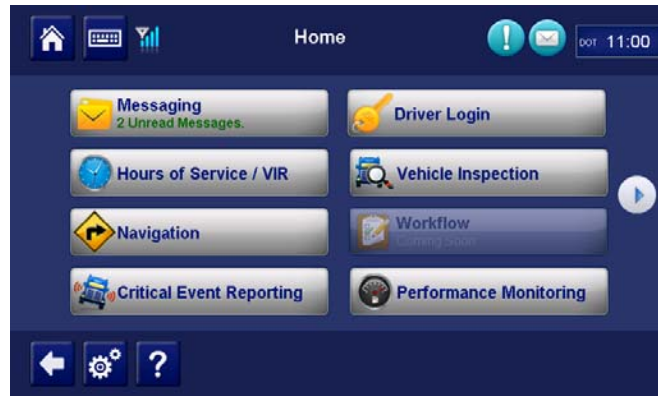 Home
DOT 11:00
Messaging
2 Unread Messages.
Driver Login
Hours of Service / VIR
Vehicle Inspection
Navigation
Workflow
Coming Soon
Critical Event Reporting
Performance Monitoring